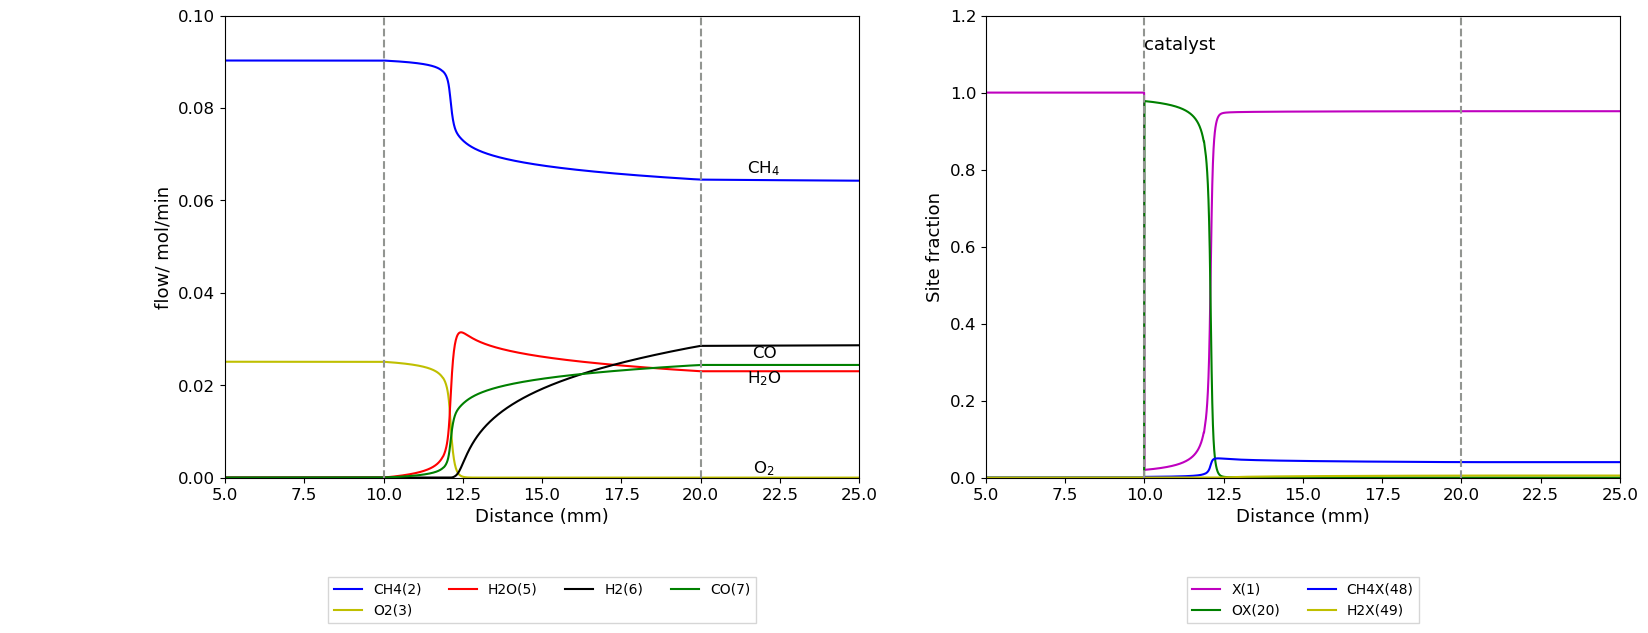 0.10
0.08
0.06
0.04
0.02
0.00
flow/ mol/min
CH4
CO
H2O
O2
5.0 7.5 10.0 12.5 15.0 17.5 20.0 22.5 25.0
Distance (mm)
CH4(2) H2O(5) H2(6) CO(7)
O2(3)
1.2
1.0
0.8
0.6
0.4
0.2
0.0
Site fraction
catalyst
5.0 7.5 10.0 12.5 15.0 17.5 20.0 22.5 25.0
Distance (mm)
X(1) CH4X(48)
OX(20) H2X(49)